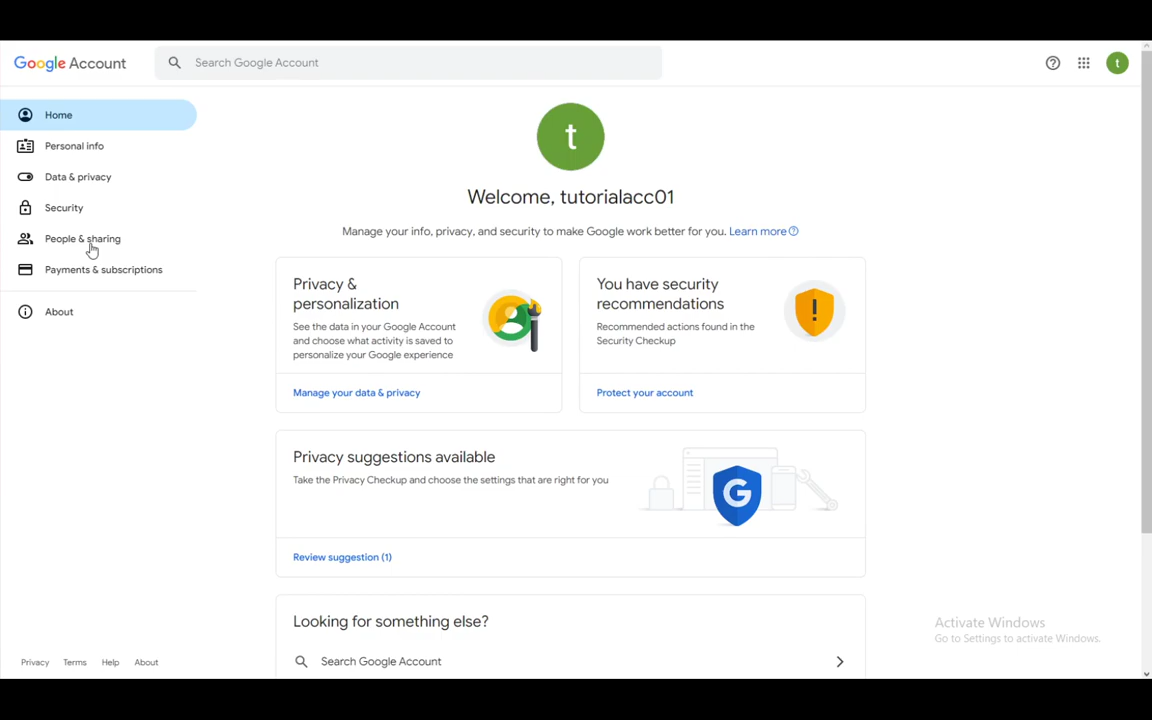 Google Account
Search Google Account
t
Home
Personal info
Data & privacy
Security
People & sharing
Payments & subscriptions
About
t
Welcome, tutorialacc01
Manage your info, privacy, and security to make Google work better for you. Learn more
Privacy &
personalization
See the data in your Google Account
and choose what activity is saved to
personalize your Google experience
Manage your data & privacy
You have security
recommendations
Recommended actions found in the
Security Checkup
Protect your account
Privacy suggestions available
Take the Privacy Checkup and choose the settings that are right for you
G
Review suggestion (1)
Looking for something else?
Search Google Account
Activate Windows
Go to Settings to activate Windows.
Privacy Terms Help About